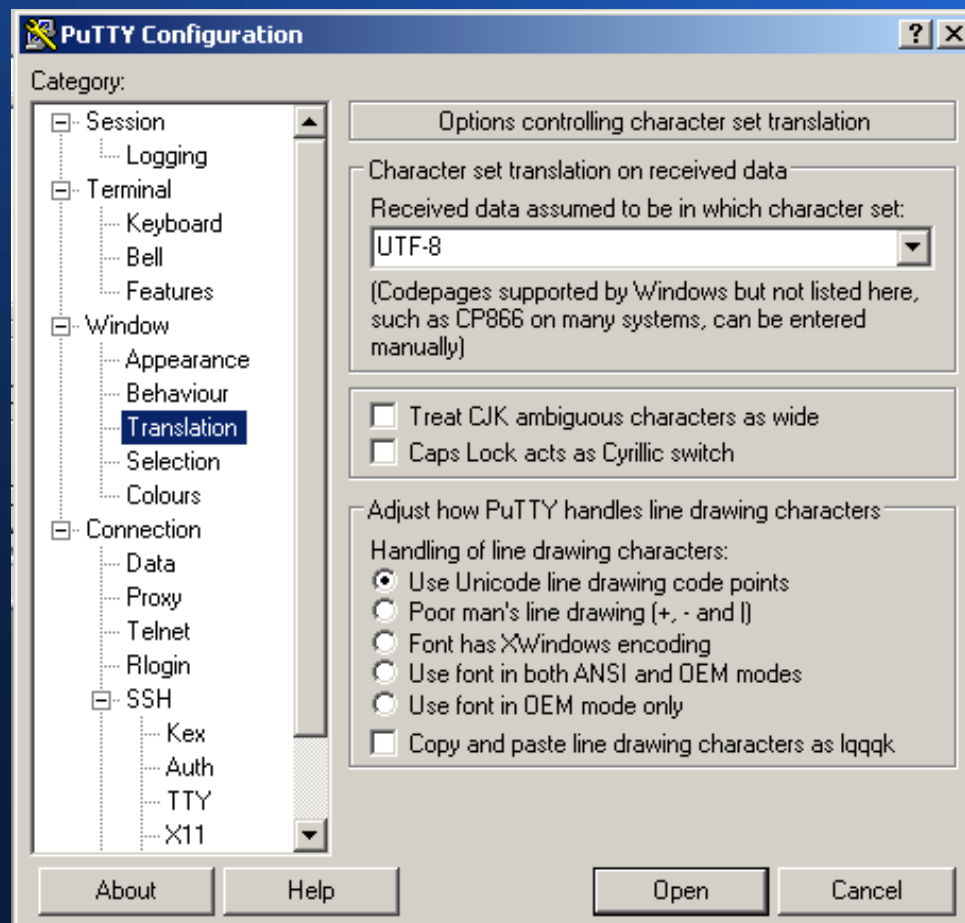 PuTTY Configuration
Category:
Session
Logging
Terminal
Keyboard
Bell
Features
Window
Appearance
Behaviour
Translation
Selection
Colours
Connection
Data
Proxy
Telnet
Rlogin
SSH
Kex
Auth
TTY
X11
Options controlling character set translation
Character set translation on received data
Received data assumed to be in which character set:
UTF-8
(Codepages supported by Windows but not listed here,
such as CP866 on many systems, can be entered
manually)
Treat CJK ambiguous characters as wide
Caps Lock acts as Cyrillic switch
Adjust how PuTTY handles line drawing characters
Handling of line drawing characters:
Use Unicode line drawing code points
Poor man's line drawing (+, - and |)
Font has XWindows encoding
Use font in both ANSI and OEM modes
Use font in OEM mode only
Copy and paste line drawing characters as lqqqk
About
Help
Open
Cancel